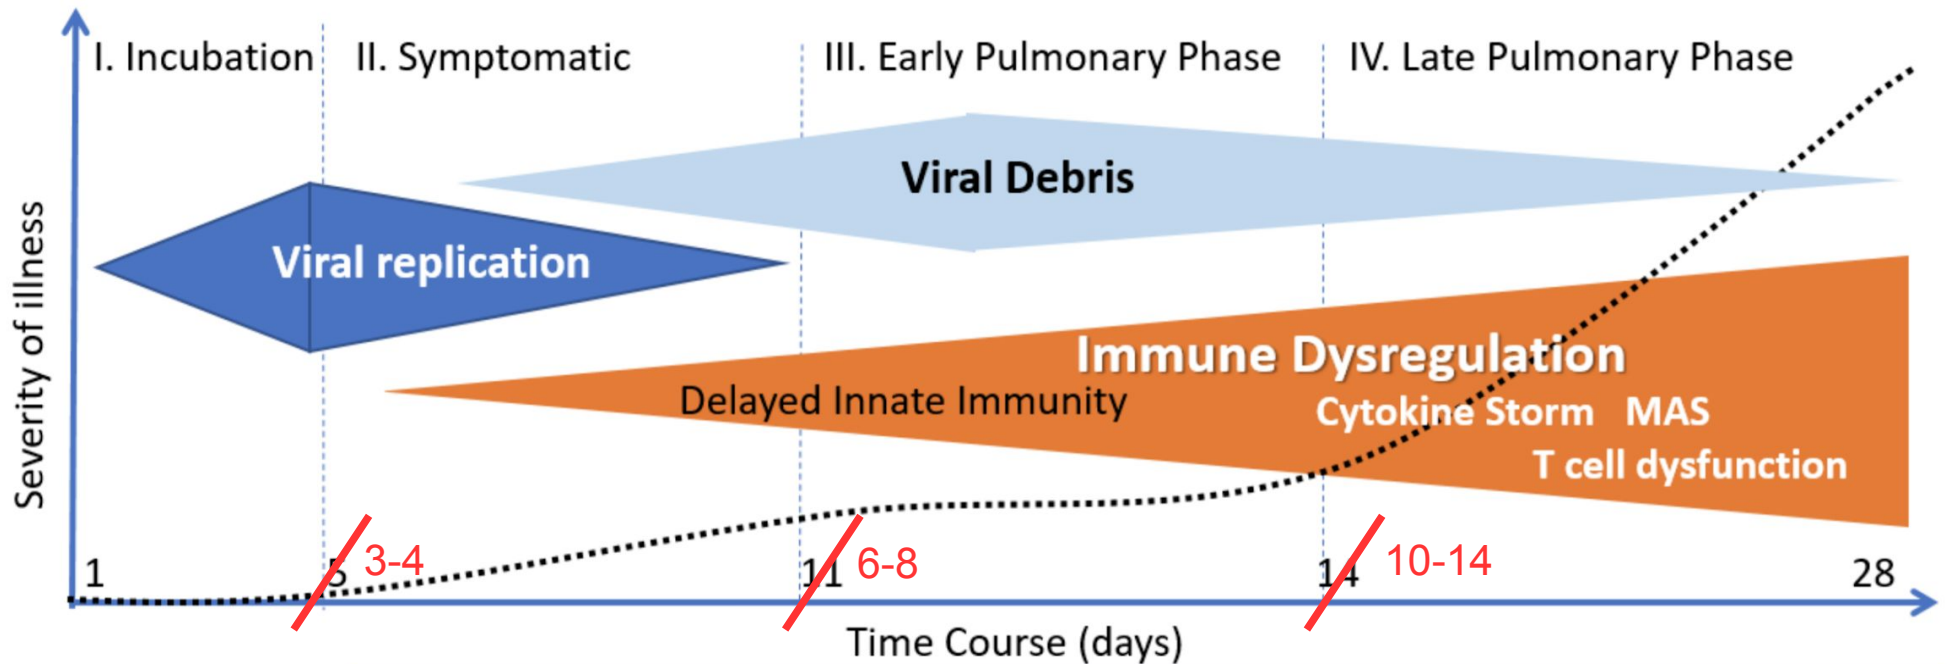 I. Incubation
II. Symptomatic
III. Early Pulmonary Phase
IV. Late Pulmonary Phase
Viral Debris
Viral replication
Immune Dysregulation
Delayed Innate Immunity
Cytokine Storm MAS
T cell dysfunction
Severity of illness
1
5
3-4
11
6-8
14
10-14
28
Time Course (days)